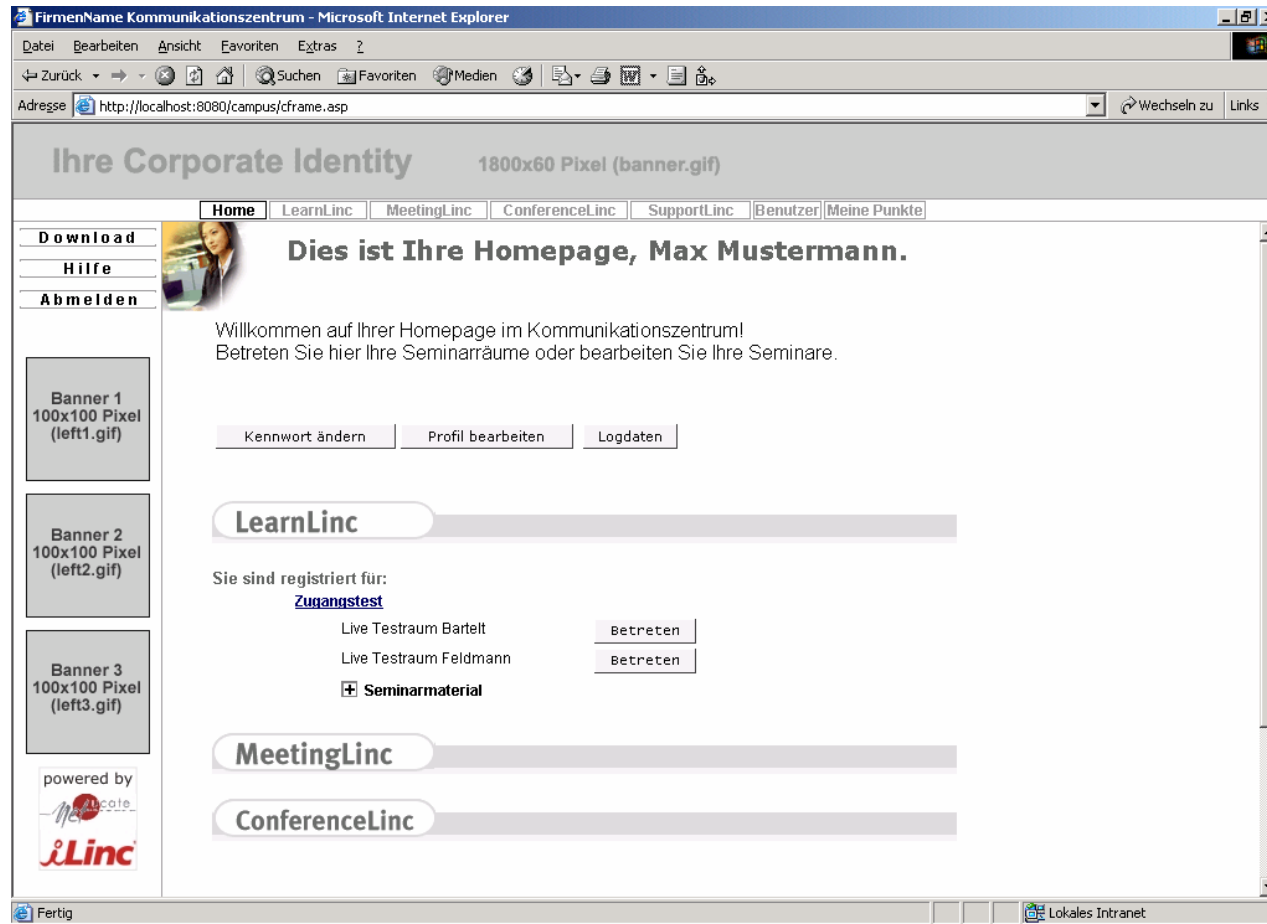 FirmenName Kommunikationszentrum - Microsoft Internet Explorer
Datei Bearbeiten Ansicht Favoriten Extras ?
Zurück Suchen Favoriten Medien
Adresse http://localhost:8080/campus/cframe.asp Wechseln zu Links
Ihre Corporate Identity 1800x60 Pixel (banner.gif)
Home LearnLinc MeetingLinc ConferenceLinc SupportLinc Benutzer Meine Punkte
Download
Hilfe
Abmelden
Dies ist Ihre Homepage, Max Mustermann.
Willkommen auf Ihrer Homepage im Kommunikationszentrum!
Betreten Sie hier Ihre Seminarräume oder bearbeiten Sie Ihre Seminare.
Banner 1
100x100 Pixel
(left1.gif)
Kennwort ändern Profil bearbeiten Logdaten
Banner 2
100x100 Pixel
(left2.gif)
LearnLinc
Sie sind registriert für:
Zugangstest
Live Testraum Bartelt Betreten
Live Testraum Feldmann Betreten
Seminarmaterial
Banner 3
100x100 Pixel
(left3.gif)
MeetingLinc
ConferenceLinc
powered by
Netucate
iLinc
Fertig Lokales Intranet